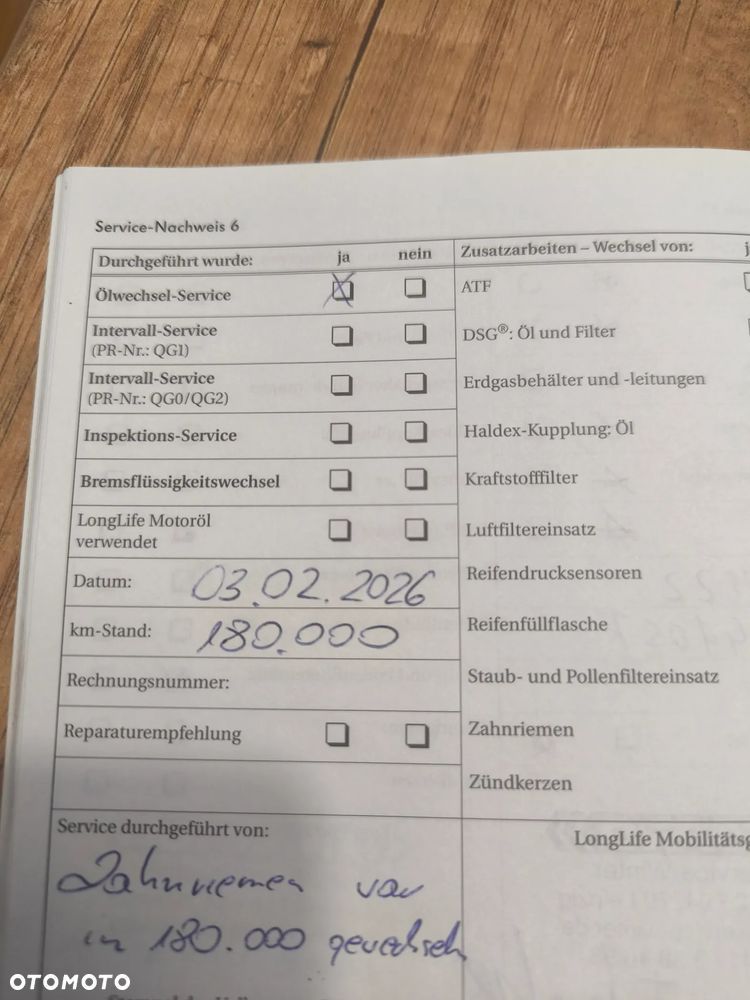 Service-Nachweis 6
Durchgeführt wurde: ja nein
Ölwechsel-Service
Intervall-Service
(PR-Nr.: QG1)
Intervall-Service
(PR-Nr.: QG0/QG2)
Inspektions-Service
Bremsflüssigkeitswechsel
LongLife Motoröl
verwendet
Datum: 03.02.2026
km-Stand: 180.000
Rechnungsnummer:
Reparaturempfehlung
Service durchgeführt von:
Zahnriemen
180.000
Zusatzarbeiten – Wechsel von:
ATF
DSG®: Öl und Filter
Erdgasbehälter und -leitungen
Haldex-Kupplung: Öl
Kraftstofffilter
Luftfiltereinsatz
Reifendrucksensoren
Reifenfüllflasche
Staub- und Pollenfiltereinsatz
Zahnriemen
Zündkerzen
LongLife Mobilitätsg
OTOMOTO